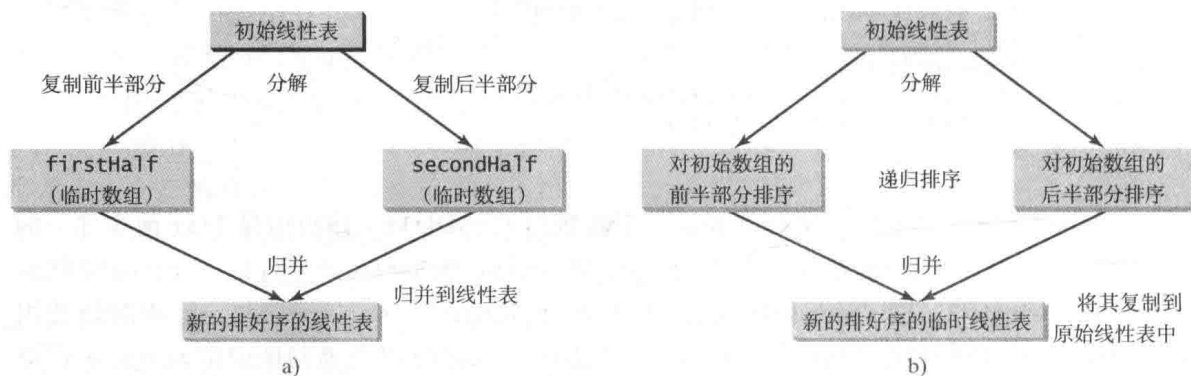 初始线性表
复制前半部分
分解
复制后半部分
firstHalf
（临时数组）
secondHalf
（临时数组）
归并
归并到线性表
新的排好序的线性表
a)
初始线性表
分解
对初始数组的
前半部分排序
递归排序
对初始数组的
后半部分排序
归并
新的排好序的临时线性表
将其复制到
原始线性表中
b)